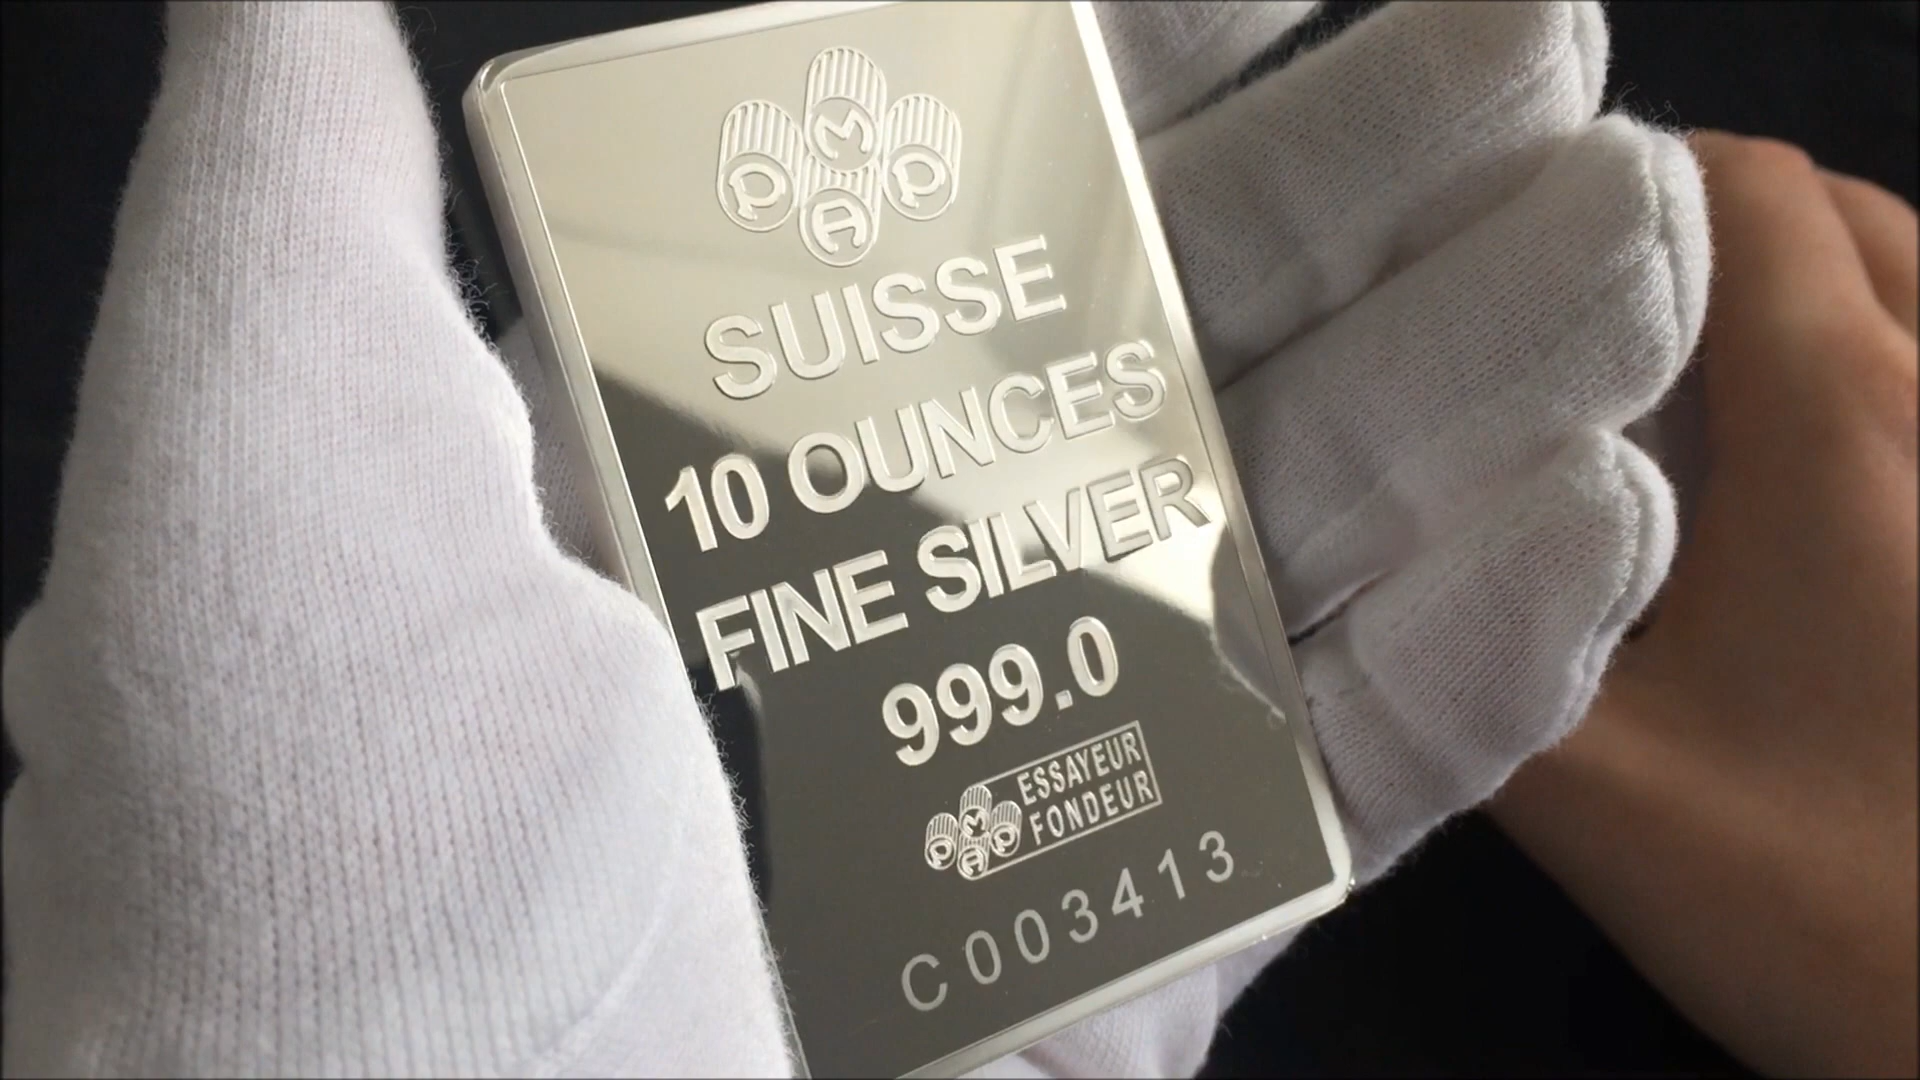 PAMP
SUISSE
10 OUNCES
FINE SILVER
999.0
PAMP ESSAYEUR
FONDEUR
C003413